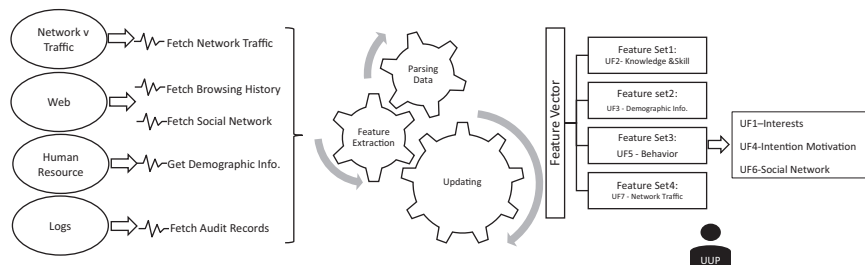 Network v
Traffic
Fetch Network Traffic
Web
Fetch Browsing History
Fetch Social Network
Human
Resource
Get Demographic Info.
Logs
Fetch Audit Records
Parsing
Data
Feature
Extraction
Updating
Feature Vector
Feature Set1:
UF2- Knowledge &Skill
Feature set2:
UF3 - Demographic Info.
Feature Set3:
UF5 - Behavior
Feature Set4:
UF7 - Network Traffic
UF1–Interests
UF4-Intention Motivation
UF6-Social Network
UUP